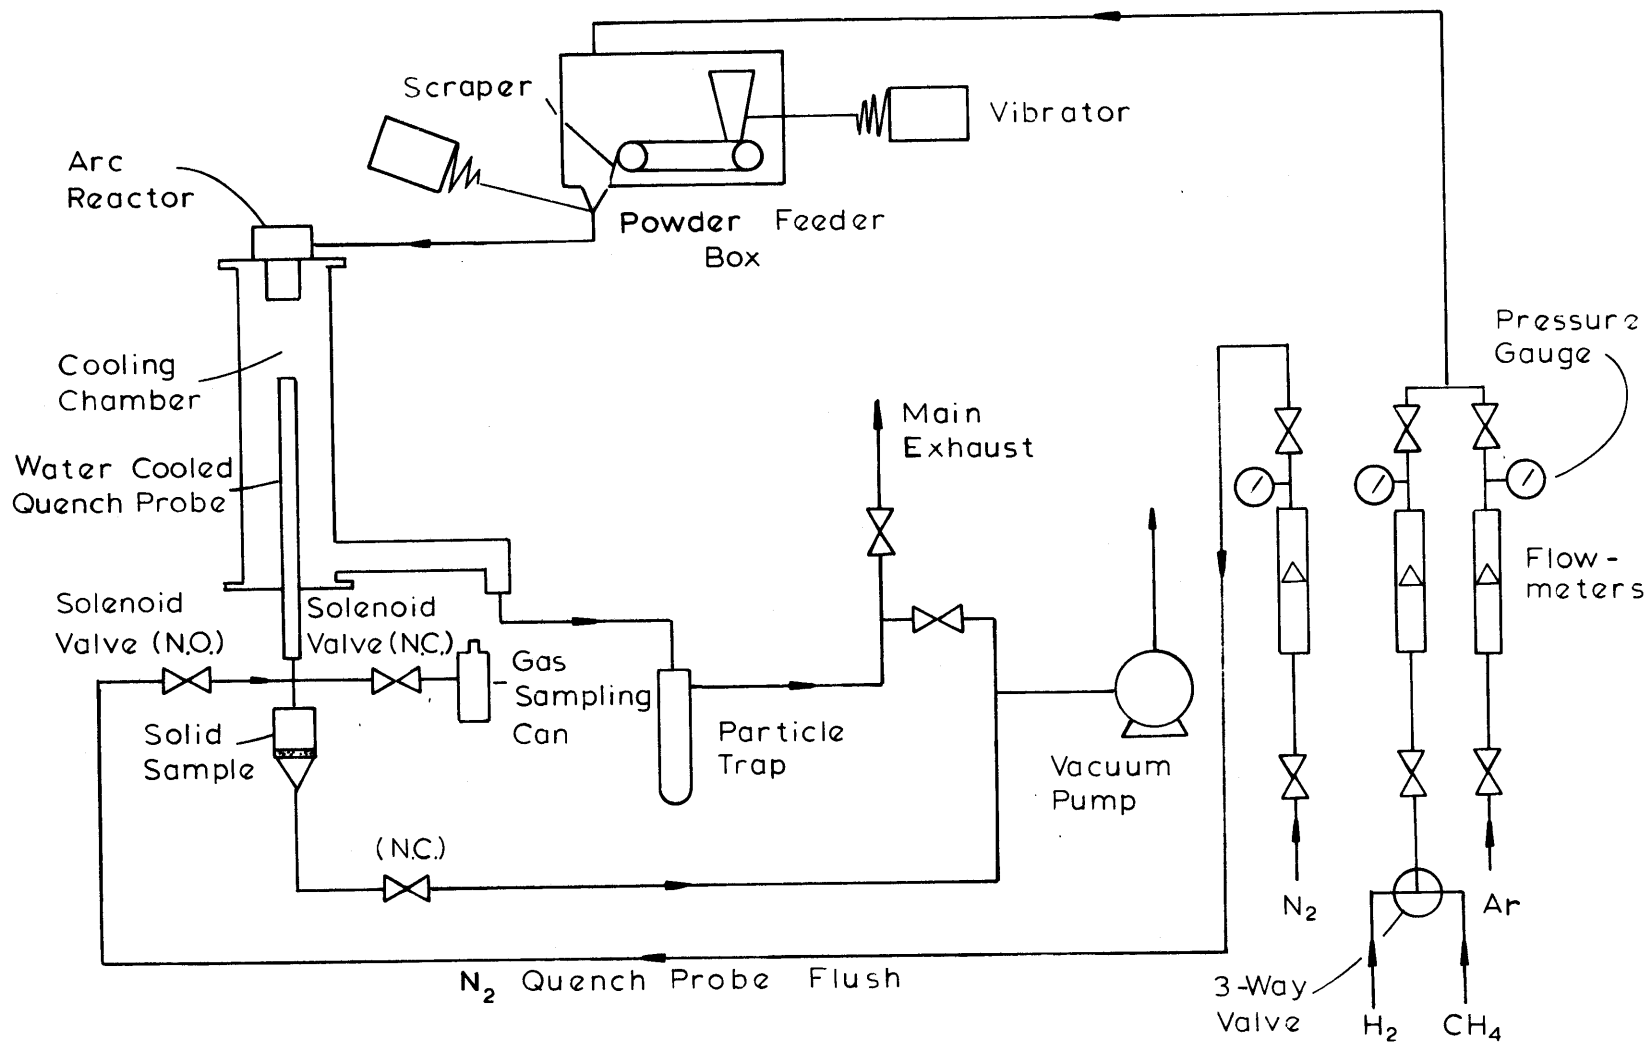 Scraper
Vibrator
Arc
Reactor
Powder Feeder
Box
Pressure
Gauge
Cooling
Chamber
Main
Exhaust
Water Cooled
Quench Probe
Flow-
meters
Solenoid
Valve (N.O.)
Solenoid
Valve (N.C.)
Gas
Sampling
Can
Solid
Sample
Particle
Trap
Vacuum
Pump
(N.C.)
N₂
Ar
N₂ Quench Probe Flush
3-Way
Valve
H₂
CH₄